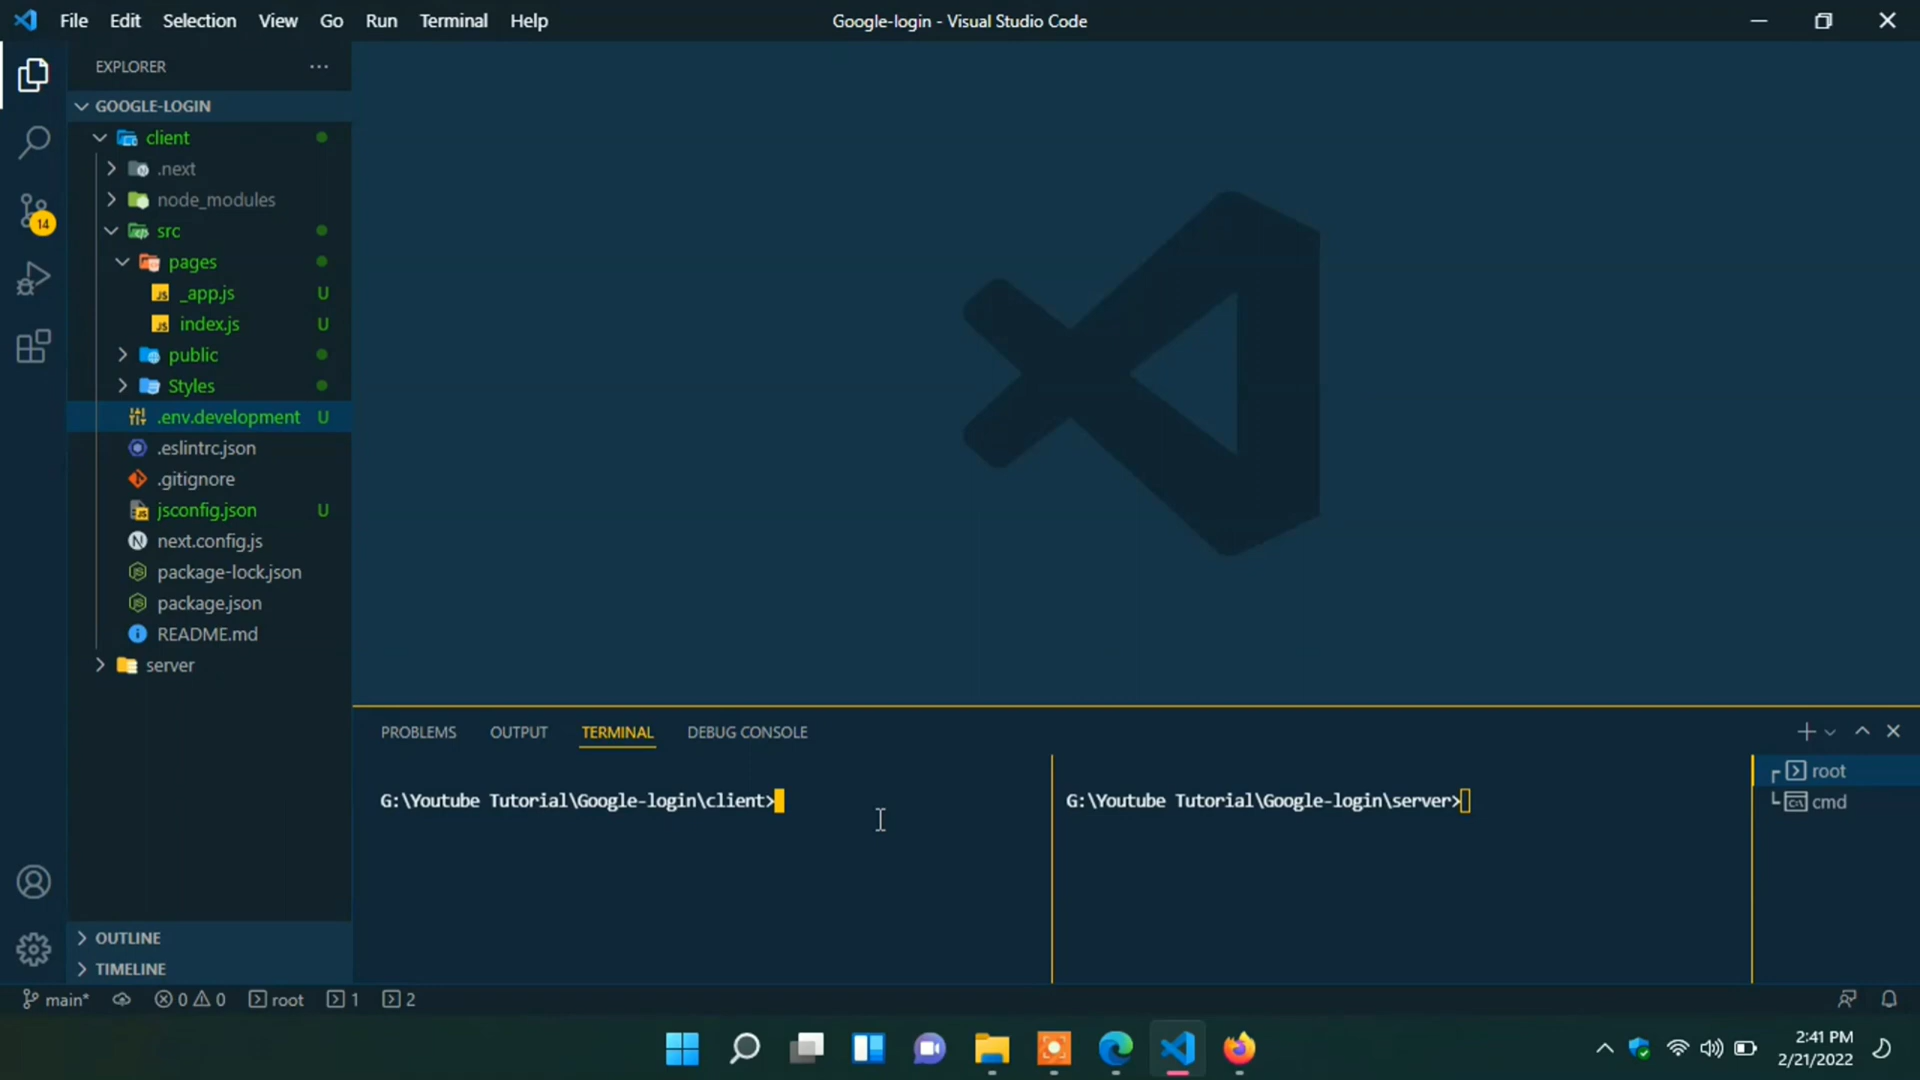 File Edit Selection View Go Run Terminal Help
Google-login - Visual Studio Code
EXPLORER
GOOGLE-LOGIN
client
.next
node_modules
14
src
pages
_app.js U
index.js U
public
Styles
.env.development U
.eslintrc.json
.gitignore
jsconfig.json U
next.config.js
package-lock.json
package.json
README.md
server
PROBLEMS OUTPUT TERMINAL DEBUG CONSOLE
G:\Youtube Tutorial\Google-login\client>
G:\Youtube Tutorial\Google-login\server>
root
cmd
OUTLINE
TIMELINE
main* 0 0 root 1 2
2:41 PM
2/21/2022